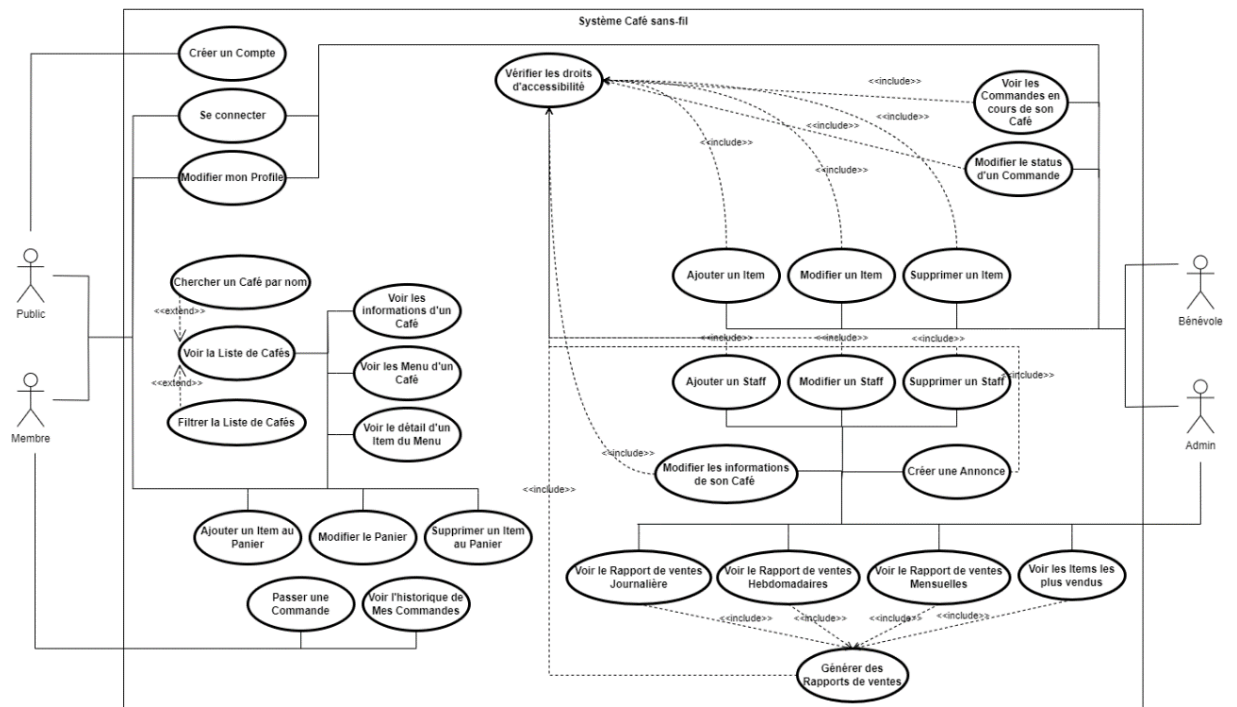 Système Café sans-fil
Créer un Compte
Se connecter
Modifier mon Profile
Vérifier les droits
d'accessibilité
<<include>>
Voir les
Commandes en
cours de son
Café
<<include>>
<<include>>
<<include>>
<<include>>
Modifier le status
d'un Commande
Public
Membre
Bénévole
Admin
Chercher un Café par nom
<<extend>>
Voir la Liste de Cafés
<<extend>>
Filtrer la Liste de Cafés
Voir les
informations d'un
Café
Voir les Menu d'un
Café
Voir le détail d'un
Item du Menu
Ajouter un Item
Modifier un Item
Supprimer un Item
<<include>>
<<include>>
<<include>>
Ajouter un Staff
Modifier un Staff
Supprimer un Staff
<<include>>
<<include>>
Modifier les informations
de son Café
Créer une Annonce
<<include>>
Ajouter un Item au
Panier
Modifier le Panier
Supprimer un Item
au Panier
Passer une
Commande
Voir l'historique de
Mes Commandes
Voir le Rapport de ventes
Journalière
Voir le Rapport de ventes
Hebdomadaires
Voir le Rapport de ventes
Mensuelles
Voir les Items les
plus vendus
<<include>>
<<include>>
<<include>>
<<include>>
Générer des
Rapports de ventes